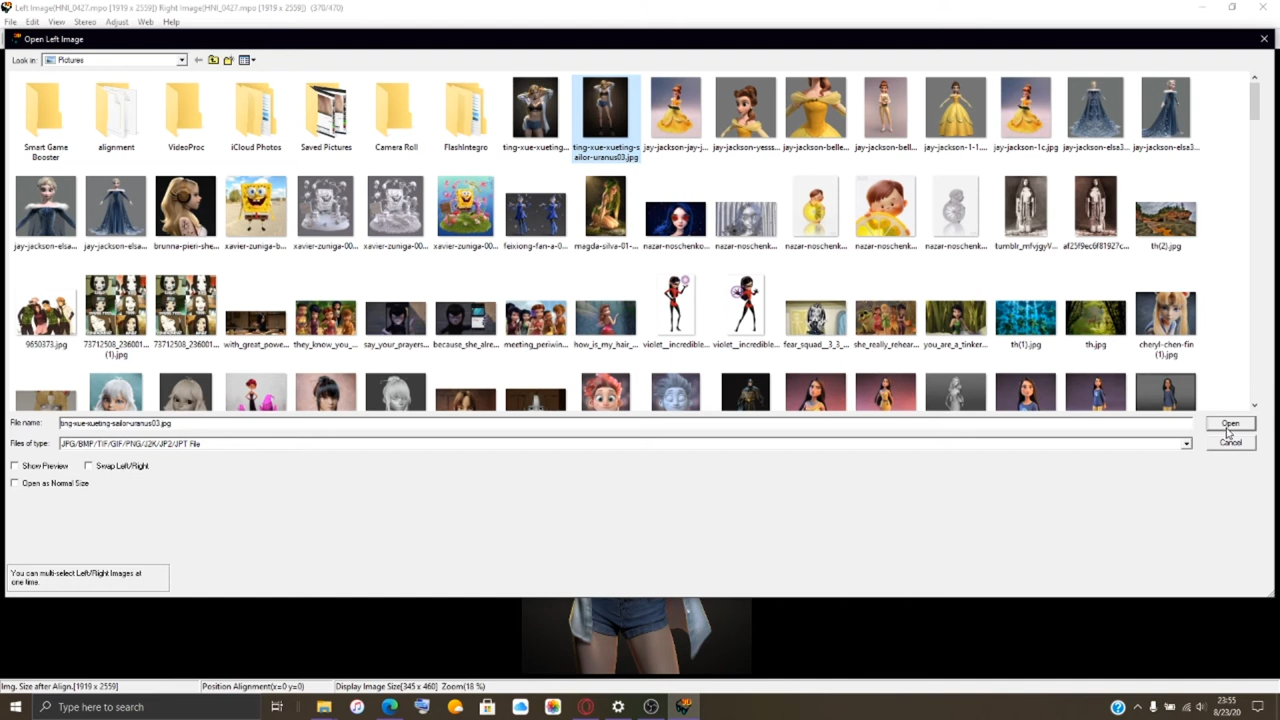 Left Image(HNI_0427.mpo [1919 x 2559]) Right Image(HNI_0427.mpo [1919 x 2559]) (370/470)
File Edit View Stereo Adjust Web Help
Open Left Image
Look in: Pictures
Smart Game Booster
alignment
VideoProc
iCloud Photos
Saved Pictures
Camera Roll
FlashIntegro
ting-xue-xueting...
ting-xue-xueting-sailor-uranus03.jpg
jay-jackson-jay-j...
jay-jackson-yesss...
jay-jackson-belle...
jay-jackson-bell...
jay-jackson-1-1....
jay-jackson-1c.jpg
jay-jackson-elsa3...
jay-jackson-elsa3...
jay-jackson-elsa...
jay-jackson-elsa...
brunna-pieri-she...
xavier-zuniga-b...
xavier-zuniga-00...
xavier-zuniga-00...
xavier-zuniga-00...
feixiong-fan-a-0...
magda-silva-01-...
nazar-noschenko...
nazar-noschenk...
nazar-noschenk...
nazar-noschenk...
nazar-noschenk...
tumblr_mfvjgyV...
af25f9ec6f81927c...
th(2).jpg
9650373.jpg
73712508_236001... (1).jpg
73712508_236001...
with_great_powe...
they_know_you_...
say_your_prayers...
because_she_alre...
meeting_periwin...
how_is_my_hair_...
violet__incredible...
violet__incredible...
fear_squad__3_3_...
she_really_rehear...
you_are_a_tinker...
th(1).jpg
th.jpg
cheryl-chen-fin (1).jpg
File name: ting-xue-xueting-sailor-uranus03.jpg
Open
Files of type: JPG/BMP/TIF/GIF/PNG/J2K/JP2/JPT File
Cancel
Show Preview Swap Left/Right
Open as Normal Size
You can multi-select Left/Right Images at
one time.
Img. Size after Align.[1919 x 2559] Position Alignment(x=0 y=0) Display Image Size[345 x 460] Zoom(18 %)
Type here to search
23:55
8/23/20